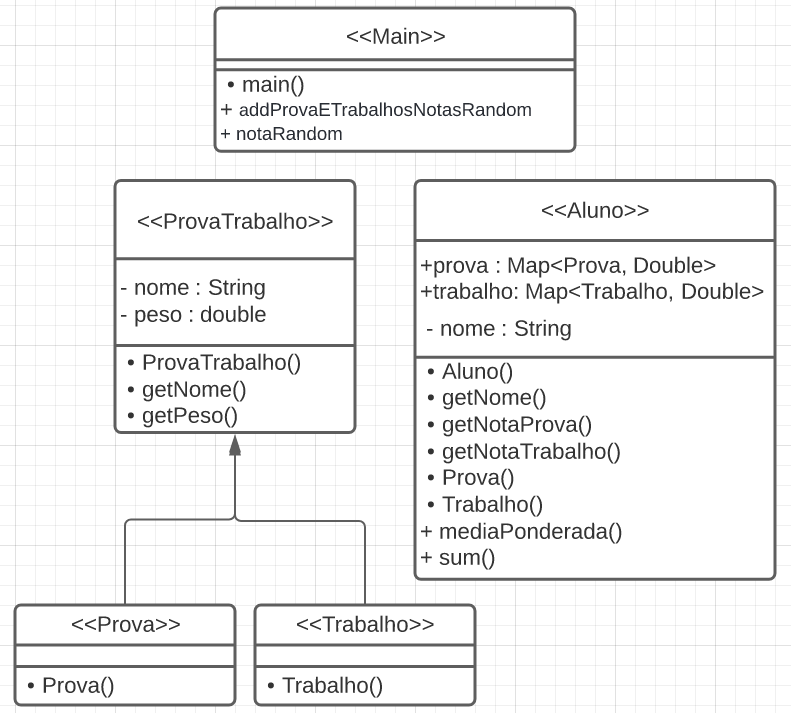 <<Main>>
• main()
+ addProvaETrabalhosNotasRandom
+ notaRandom
<<ProvaTrabalho>>
- nome : String
- peso : double
• ProvaTrabalho()
• getNome()
• getPeso()
<<Aluno>>
+prova : Map<Prova, Double>
+trabalho: Map<Trabalho, Double>
- nome : String
• Aluno()
• getNome()
• getNotaProva()
• getNotaTrabalho()
• Prova()
• Trabalho()
+ mediaPonderada()
+ sum()
<<Prova>>
• Prova()
<<Trabalho>>
• Trabalho()